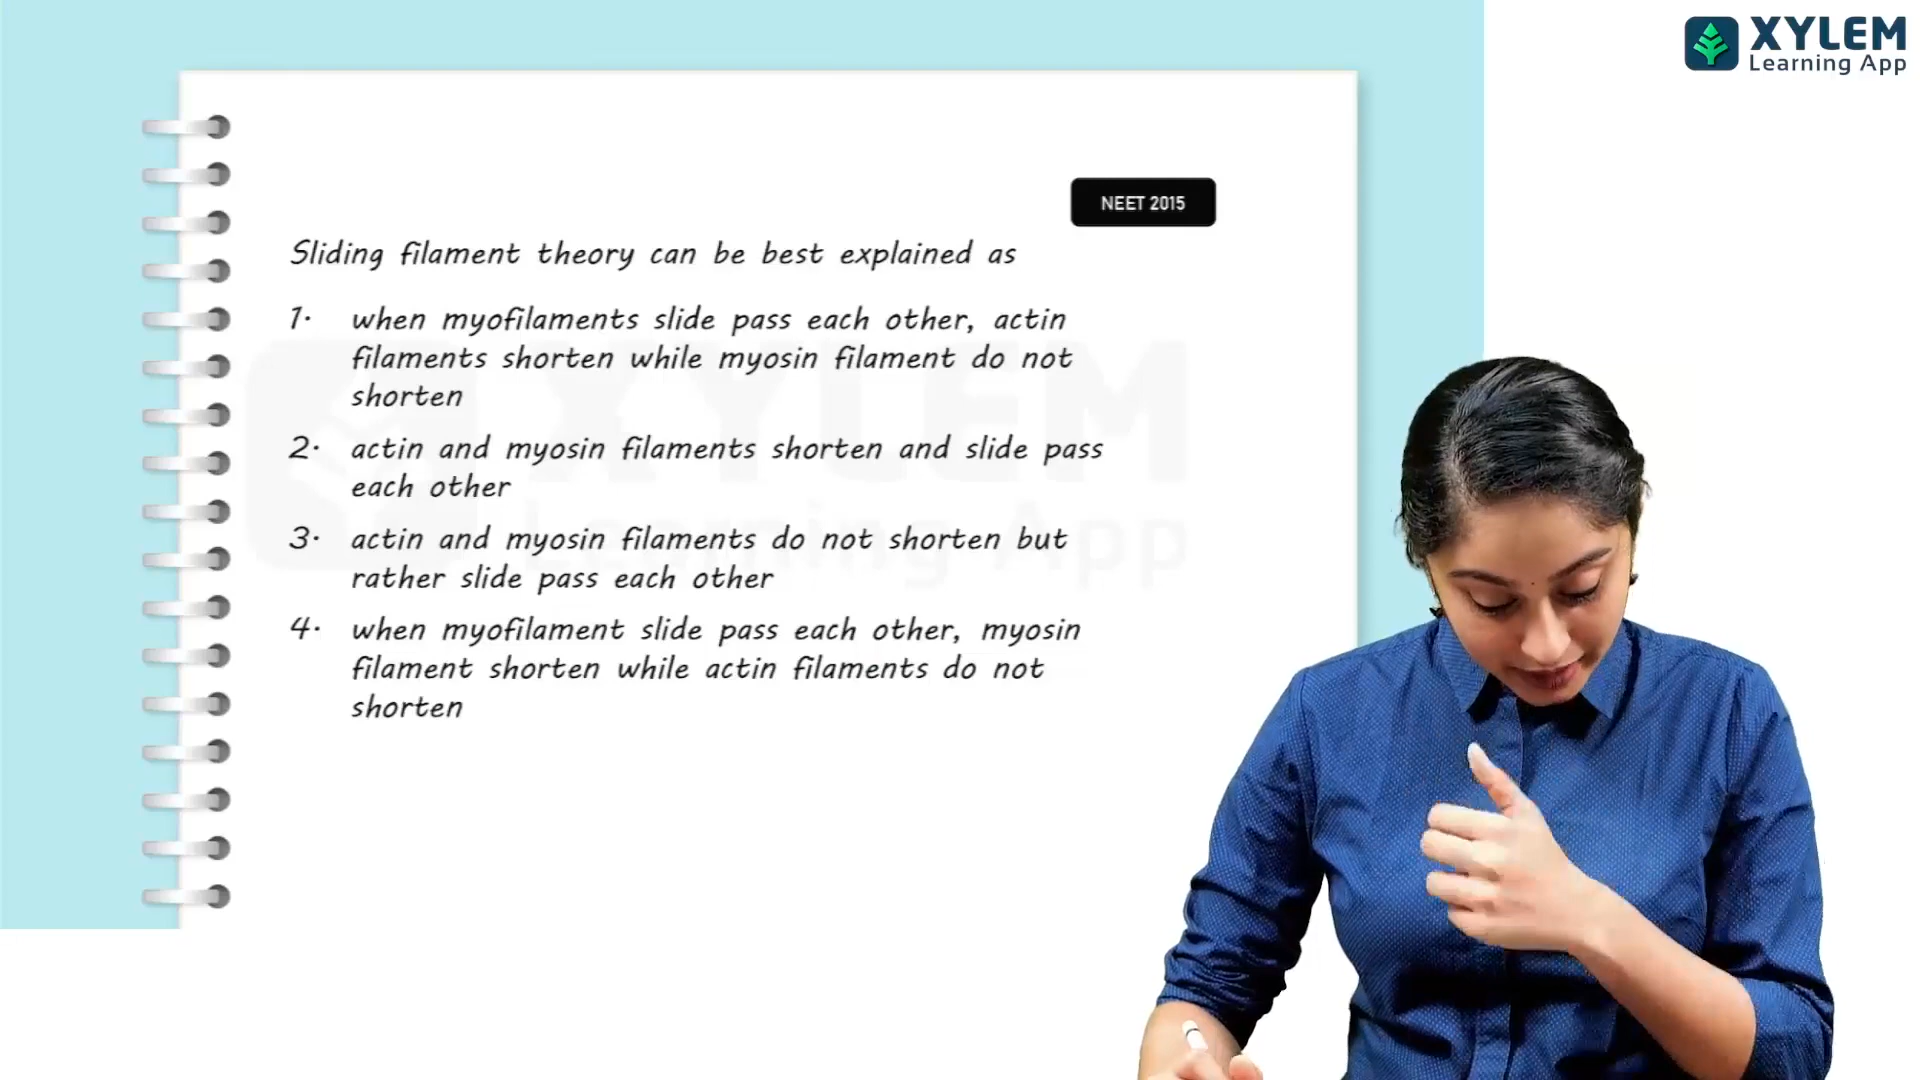 XYLEM
Learning App
NEET 2015
Sliding filament theory can be best explained as
1. when myofilaments slide pass each other, actin
filaments shorten while myosin filament do not
shorten
2. actin and myosin filaments shorten and slide pass
each other
3. actin and myosin filaments do not shorten but
rather slide pass each other
4. when myofilament slide pass each other, myosin
filament shorten while actin filaments do not
shorten
XYLEM
Learning App